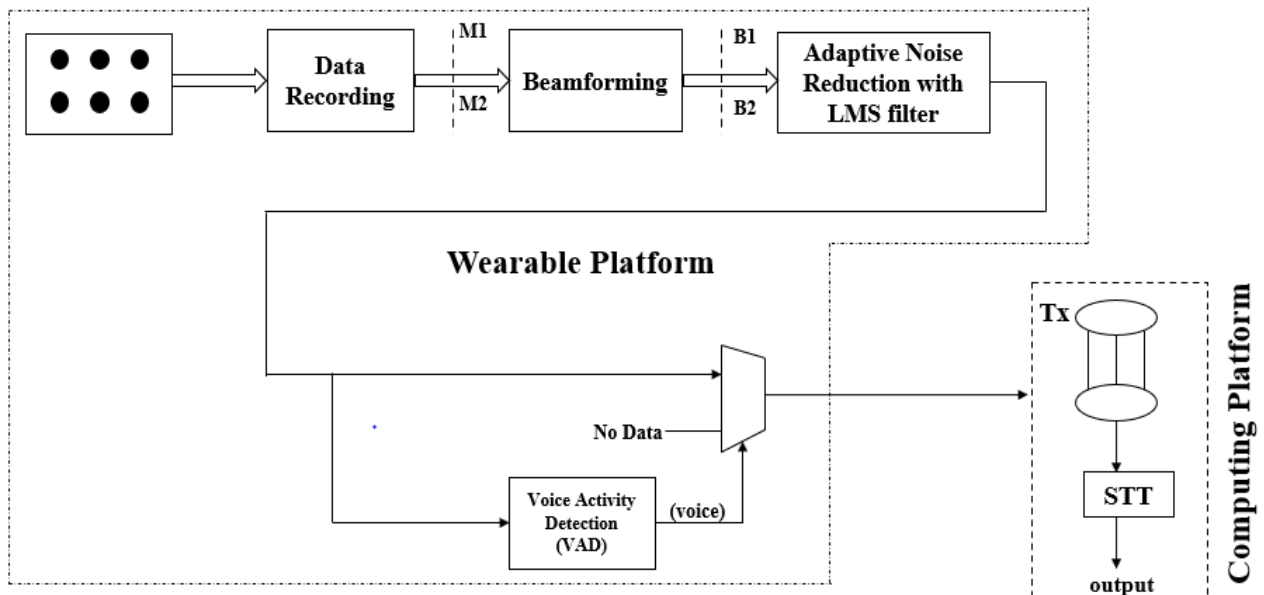 Data
Recording
M1
M2
Beamforming
B1
B2
Adaptive Noise
Reduction with
LMS filter
Wearable Platform
No Data
Voice Activity
Detection
(VAD)
(voice)
Tx
STT
output
Computing Platform